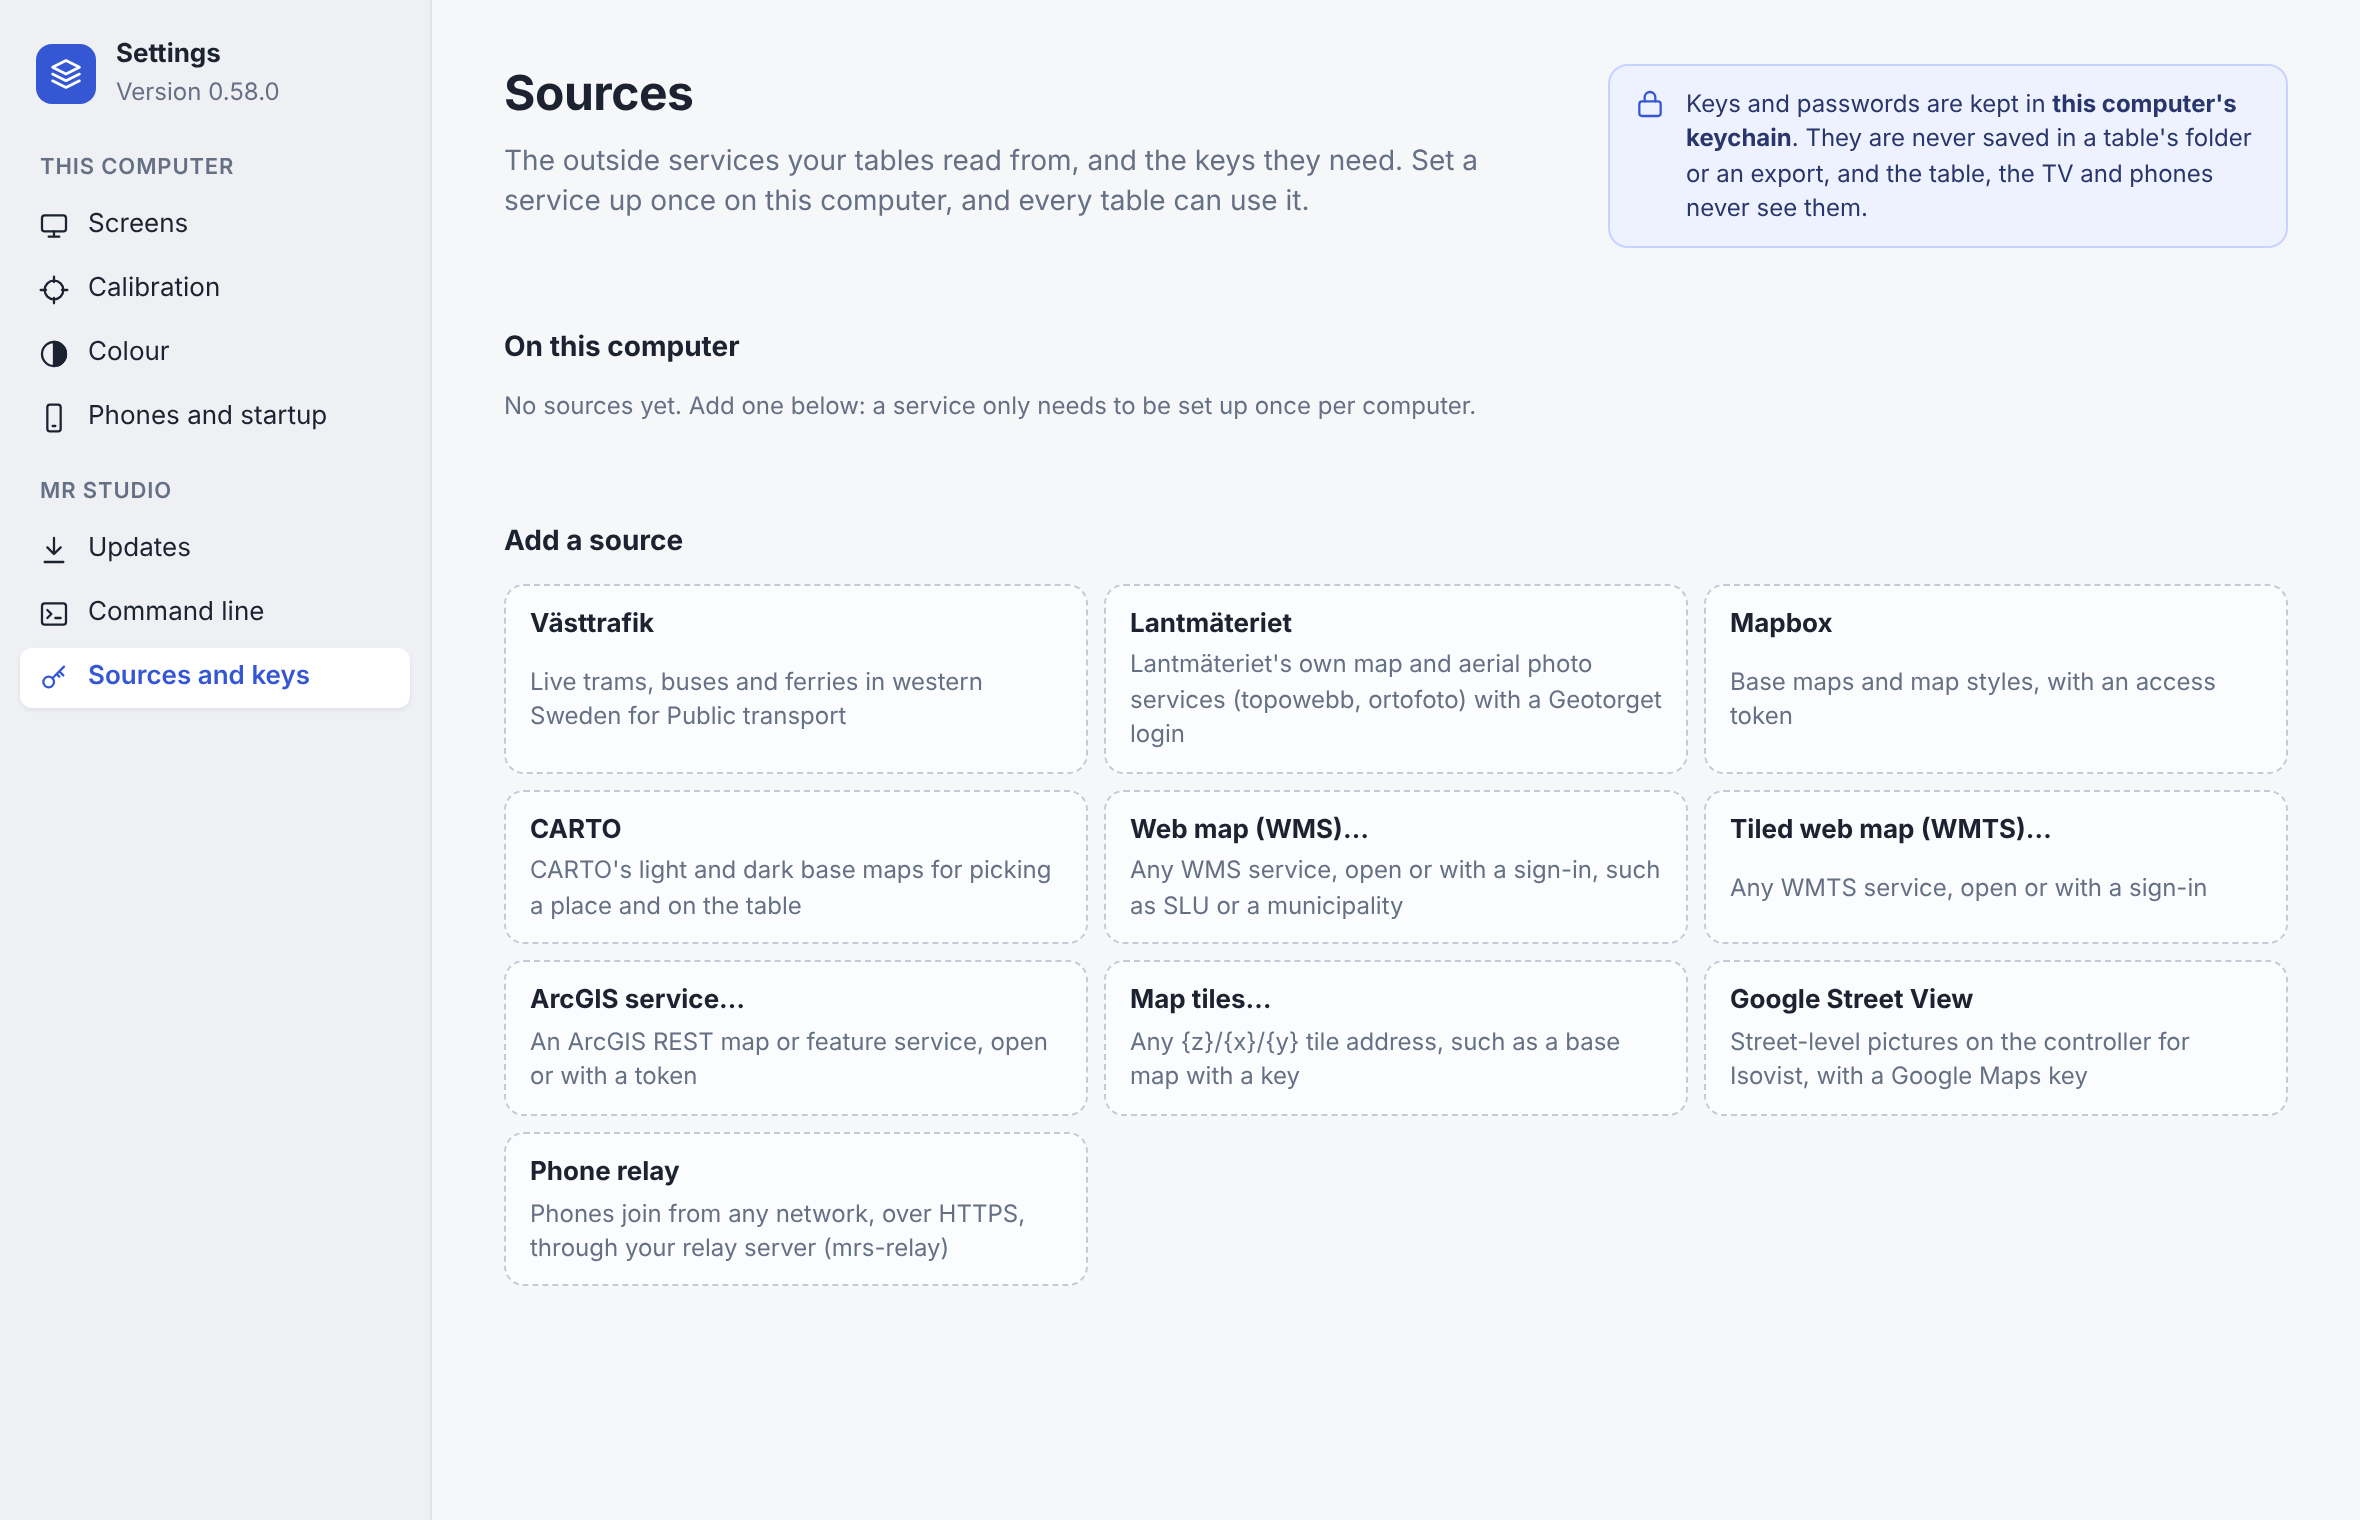 Settings
Version 0.58.0
THIS COMPUTER
Screens
Calibration
Colour
Phones and startup
MR STUDIO
Updates
Command line
Sources and keys
Sources
The outside services your tables read from, and the keys they need. Set a
service up once on this computer, and every table can use it.
Keys and passwords are kept in this computer's
keychain. They are never saved in a table's folder
or an export, and the table, the TV and phones
never see them.
On this computer
No sources yet. Add one below: a service only needs to be set up once per computer.
Add a source
Västtrafik
Live trams, buses and ferries in western
Sweden for Public transport
Lantmäteriet
Lantmäteriet's own map and aerial photo
services (topowebb, ortofoto) with a Geotorget
login
Mapbox
Base maps and map styles, with an access
token
CARTO
CARTO's light and dark base maps for picking
a place and on the table
Web map (WMS)...
Any WMS service, open or with a sign-in, such
as SLU or a municipality
Tiled web map (WMTS)...
Any WMTS service, open or with a sign-in
ArcGIS service...
An ArcGIS REST map or feature service, open
or with a token
Map tiles...
Any {z}/{x}/{y} tile address, such as a base
map with a key
Google Street View
Street-level pictures on the controller for
Isovist, with a Google Maps key
Phone relay
Phones join from any network, over HTTPS,
through your relay server (mrs-relay)